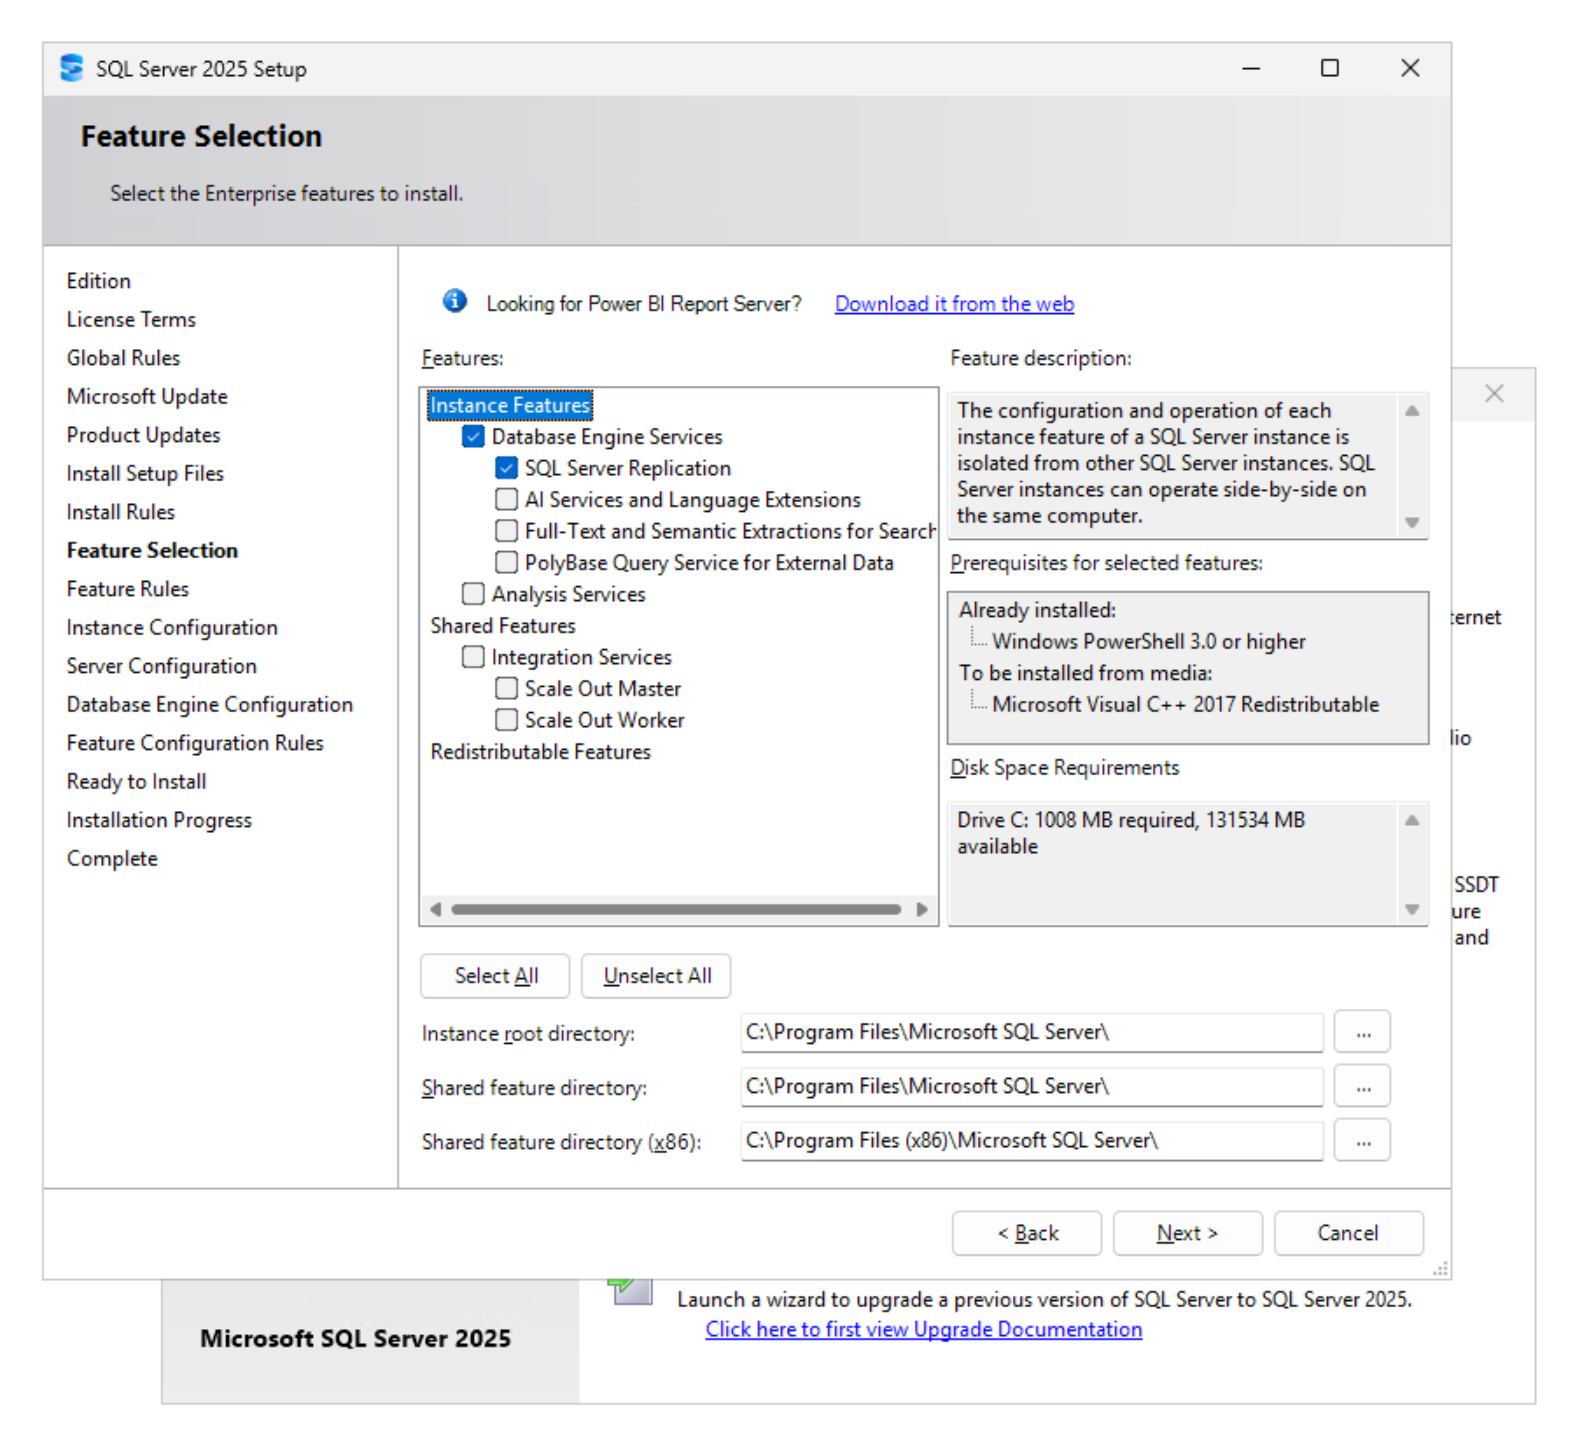 SQL Server 2025 Setup
Feature Selection
Select the Enterprise features to install.
Edition
License Terms
Global Rules
Microsoft Update
Product Updates
Install Setup Files
Install Rules
Feature Selection
Feature Rules
Instance Configuration
Server Configuration
Database Engine Configuration
Feature Configuration Rules
Ready to Install
Installation Progress
Complete
Looking for Power BI Report Server? Download it from the web
Features:
Instance Features
Database Engine Services
SQL Server Replication
AI Services and Language Extensions
Full-Text and Semantic Extractions for Search
PolyBase Query Service for External Data
Analysis Services
Shared Features
Integration Services
Scale Out Master
Scale Out Worker
Redistributable Features
Feature description:
The configuration and operation of each
instance feature of a SQL Server instance is
isolated from other SQL Server instances. SQL
Server instances can operate side-by-side on
the same computer.
Prerequisites for selected features:
Already installed:
Windows PowerShell 3.0 or higher
To be installed from media:
Microsoft Visual C++ 2017 Redistributable
Disk Space Requirements
Drive C: 1008 MB required, 131534 MB
available
Select All
Unselect All
Instance root directory:
C:\Program Files\Microsoft SQL Server\
...
Shared feature directory:
C:\Program Files\Microsoft SQL Server\
...
Shared feature directory (x86):
C:\Program Files (x86)\Microsoft SQL Server\
...
< Back
Next >
Cancel
ternet
lio
SSDT
ure
and
Launch a wizard to upgrade a previous version of SQL Server to SQL Server 2025.
Click here to first view Upgrade Documentation
Microsoft SQL Server 2025